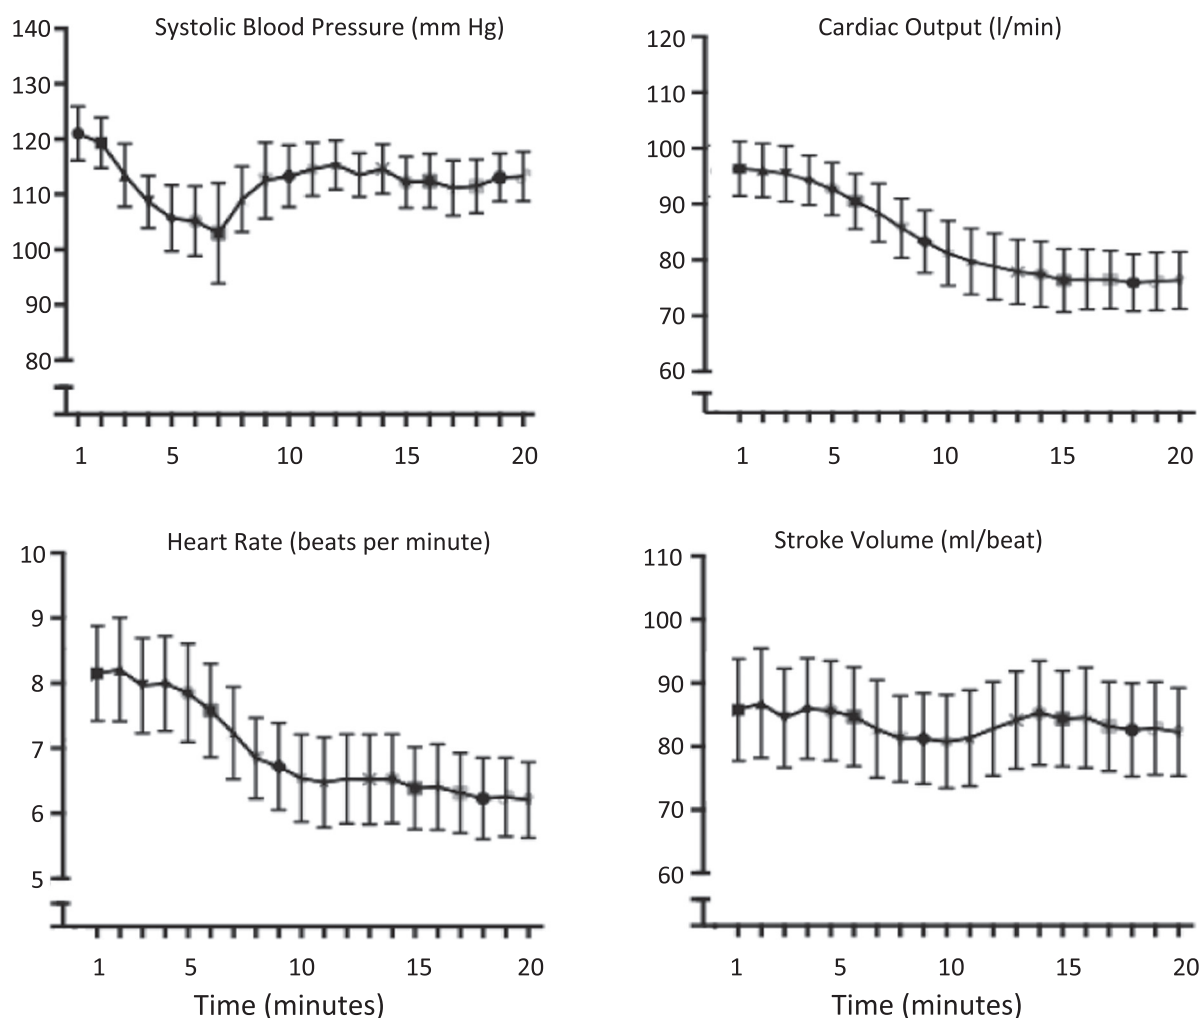 Systolic Blood Pressure (mm Hg)
140
130
120
110
100
90
80
1 5 10 15 20
Cardiac Output (l/min)
120
110
100
90
80
70
60
1 5 10 15 20
Heart Rate (beats per minute)
10
9
8
7
6
5
1 5 10 15 20
Time (minutes)
Stroke Volume (ml/beat)
110
100
90
80
70
60
1 5 10 15 20
Time (minutes)